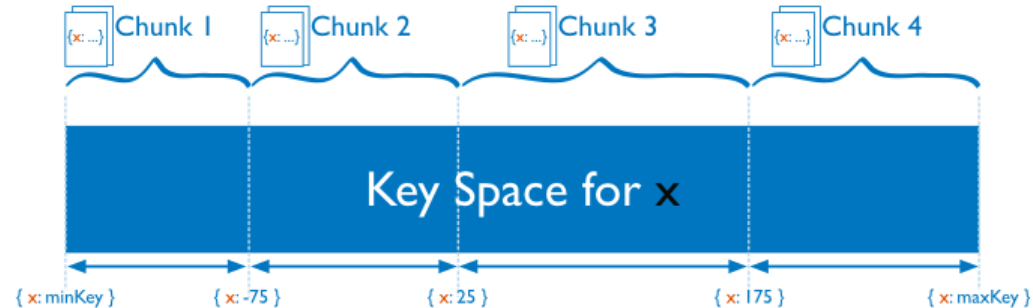 {x: ...} Chunk 1 {x: ...} Chunk 2 {x: ...} Chunk 3 {x: ...} Chunk 4
Key Space for x
{ x: minKey } { x: -75 } { x: 25 } { x: 175 } { x: maxKey }